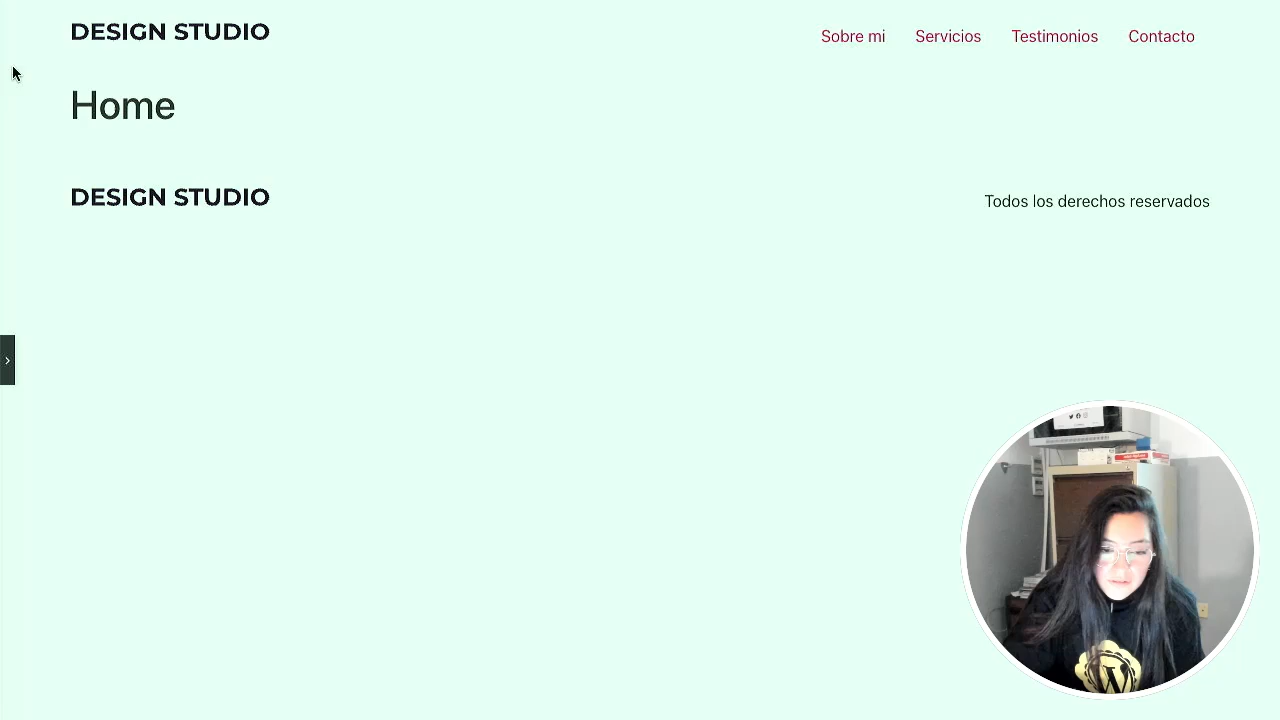 DESIGN STUDIO
Sobre mi Servicios Testimonios Contacto
Home
DESIGN STUDIO
Todos los derechos reservados